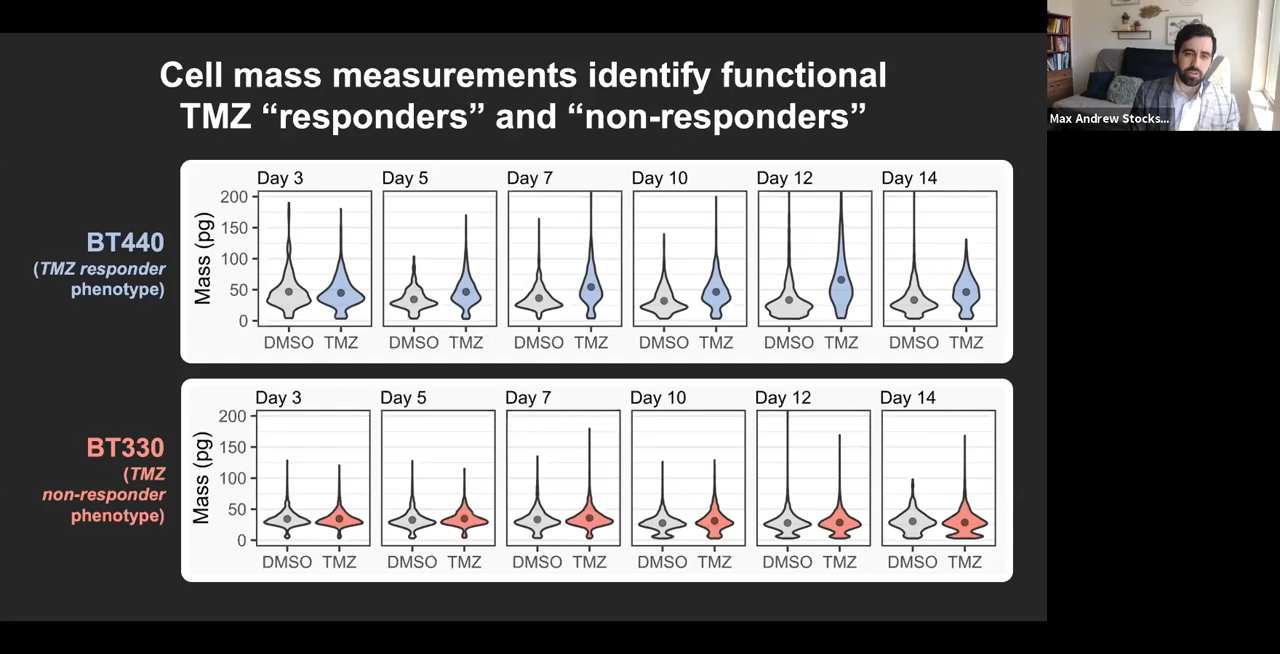 Cell mass measurements identify functional
TMZ “responders” and “non-responders”
Max Andrew Stocks...
BT440
(TMZ responder
phenotype)
Mass (pg)
200
150
100
50
0
Day 3
Day 5
Day 7
Day 10
Day 12
Day 14
DMSO TMZ
DMSO TMZ
DMSO TMZ
DMSO TMZ
DMSO TMZ
DMSO TMZ
BT330
(TMZ
non-responder
phenotype)
Mass (pg)
200
150
100
50
0
Day 3
Day 5
Day 7
Day 10
Day 12
Day 14
DMSO TMZ
DMSO TMZ
DMSO TMZ
DMSO TMZ
DMSO TMZ
DMSO TMZ